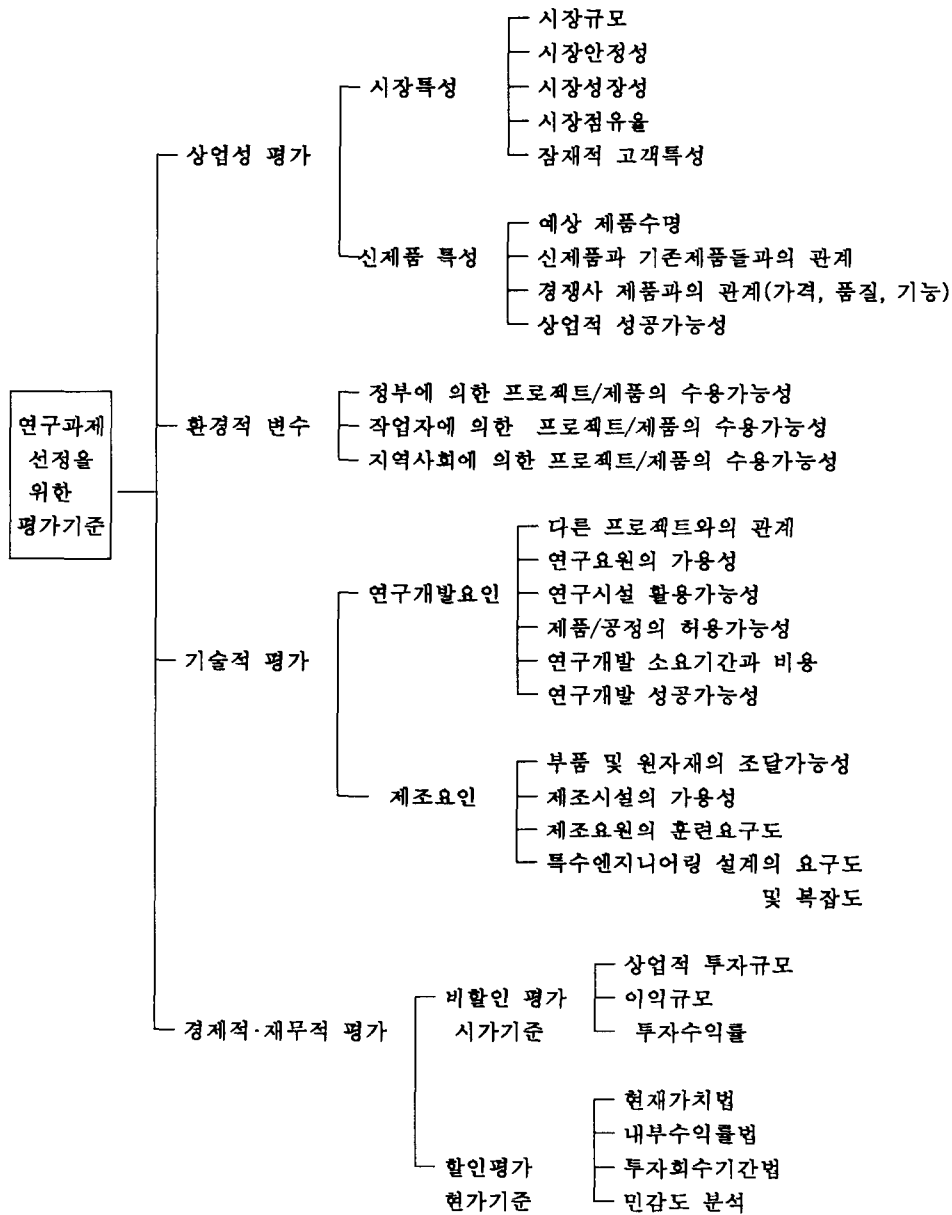 연구과제
선정을
위한
평가기준
상업성 평가
시장특성
시장규모
시장안정성
시장성장성
시장점유율
잠재적 고객특성
신제품 특성
예상 제품수명
신제품과 기존제품들과의 관계
경쟁사 제품과의 관계(가격, 품질, 기능)
상업적 성공가능성
환경적 변수
정부에 의한 프로젝트/제품의 수용가능성
작업자에 의한 프로젝트/제품의 수용가능성
지역사회에 의한 프로젝트/제품의 수용가능성
기술적 평가
연구개발요인
다른 프로젝트와의 관계
연구요원의 가용성
연구시설 활용가능성
제품/공정의 허용가능성
연구개발 소요기간과 비용
연구개발 성공가능성
제조요인
부품 및 원자재의 조달가능성
제조시설의 가용성
제조요원의 훈련요구도
특수엔지니어링 설계의 요구도
및 복잡도
경제적·재무적 평가
비할인 평가
시가기준
상업적 투자규모
이익규모
투자수익률
할인평가
현가기준
현재가치법
내부수익률법
투자회수기간법
민감도 분석